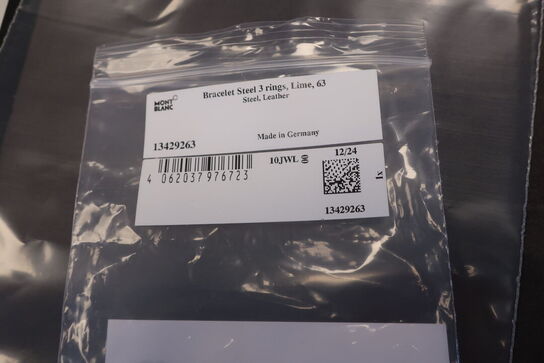 MONT
BLANC
Bracelet Steel 3 rings, Lime, 63
Steel, Leather
13429263
Made in Germany
4 062037 976723
10JWL
12/24
13429263